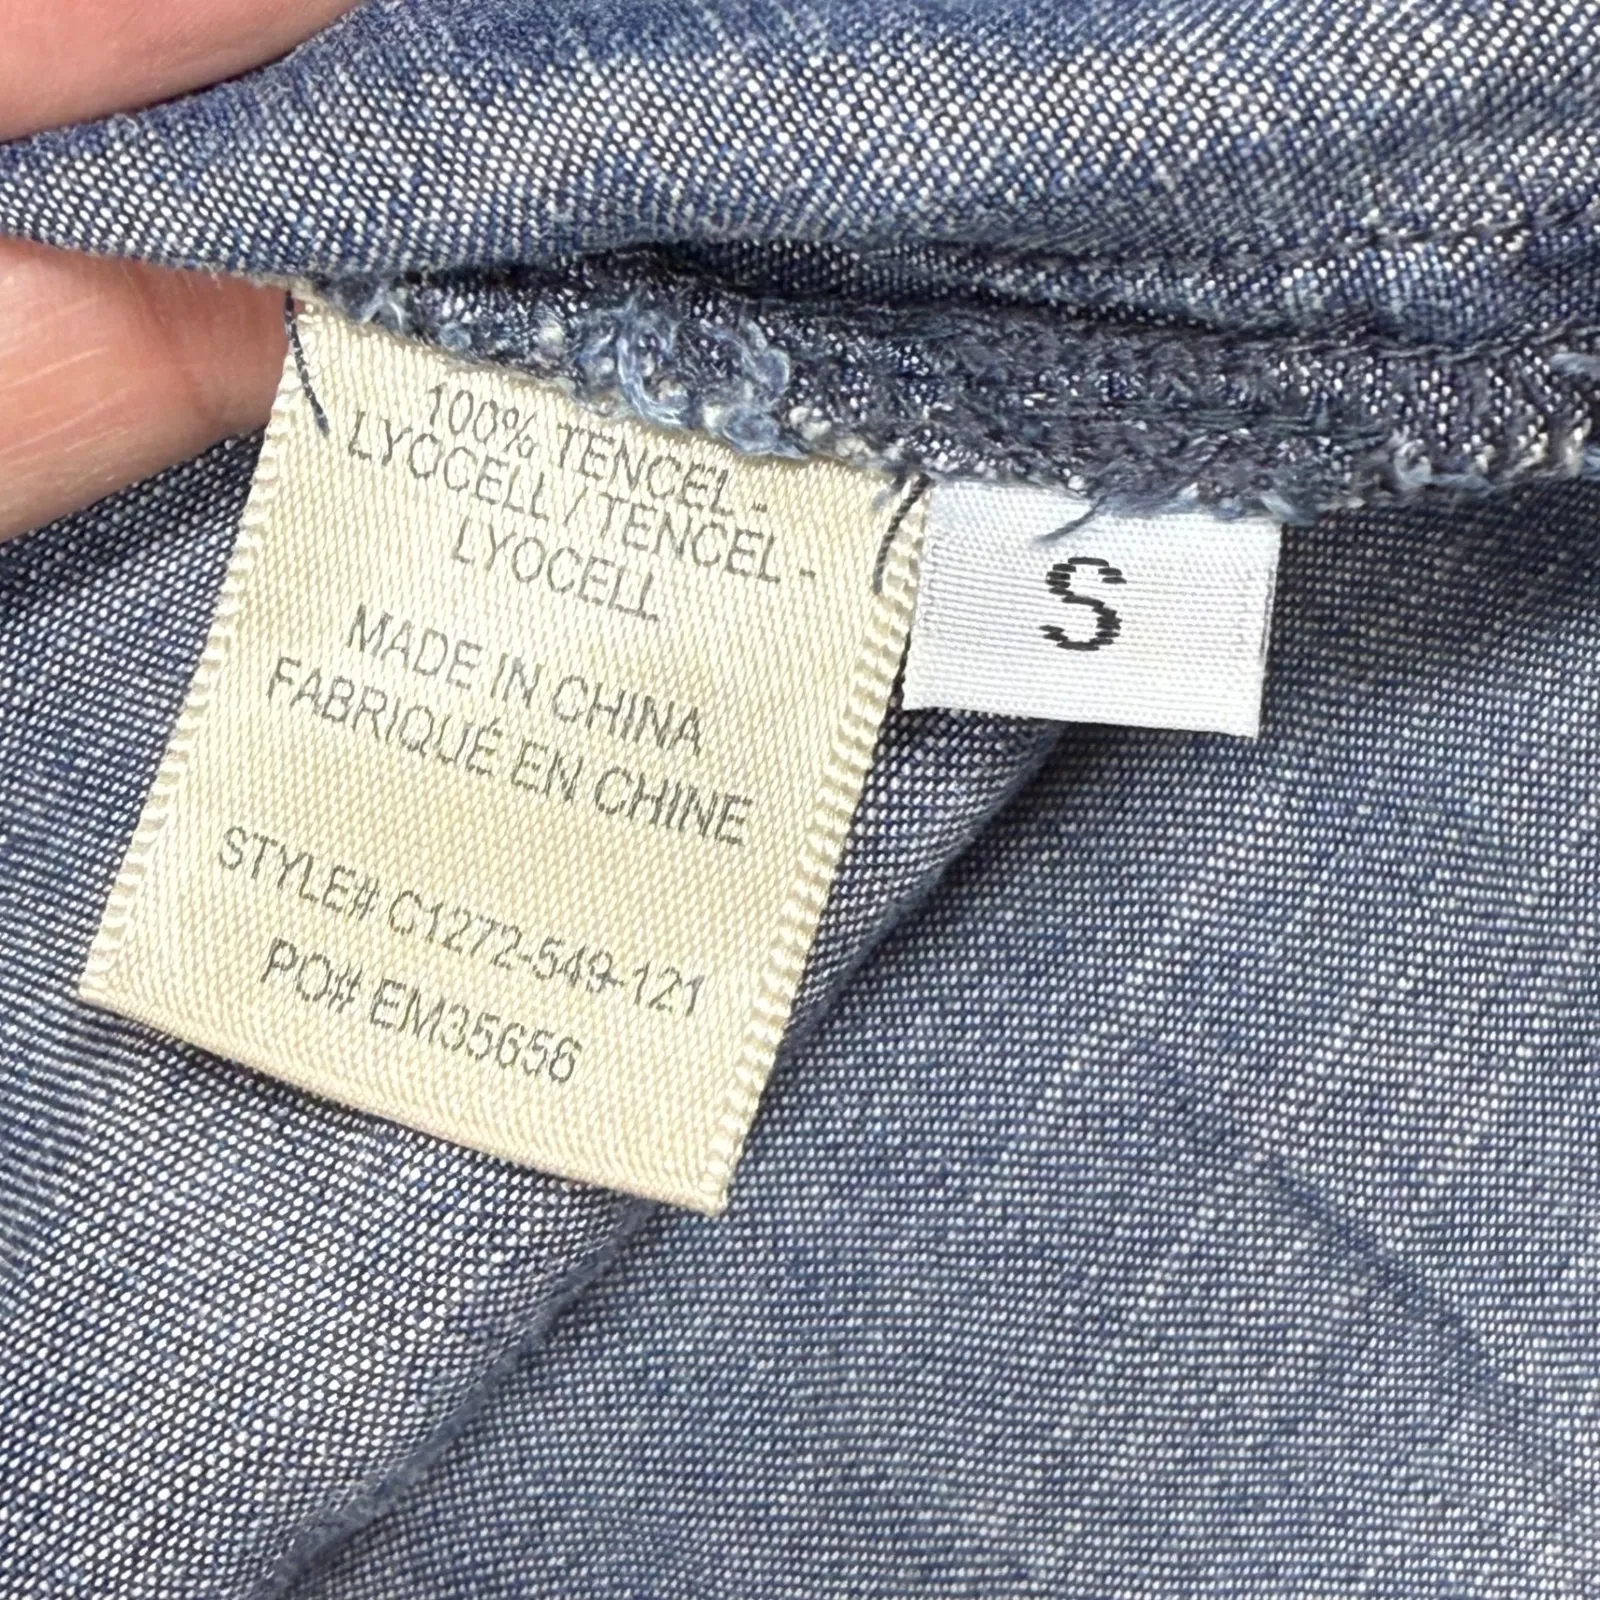 100% TENCEL -
LYOCELL / TENCEL -
LYOCELL
MADE IN CHINA
FABRIQUÉ EN CHINE
STYLE# C1272-549-121
PO# EM35656
S